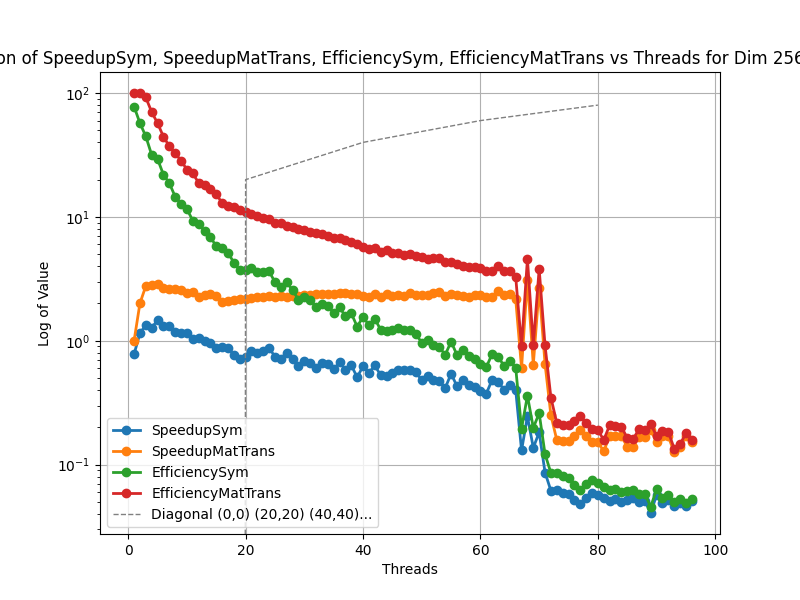 on of SpeedupSym, SpeedupMatTrans, EfficiencySym, EfficiencyMatTrans vs Threads for Dim 256
Log of Value
10²
10¹
10⁰
10⁻¹
SpeedupSym
SpeedupMatTrans
EfficiencySym
EfficiencyMatTrans
Diagonal (0,0) (20,20) (40,40)...
0 20 40 60 80 100
Threads